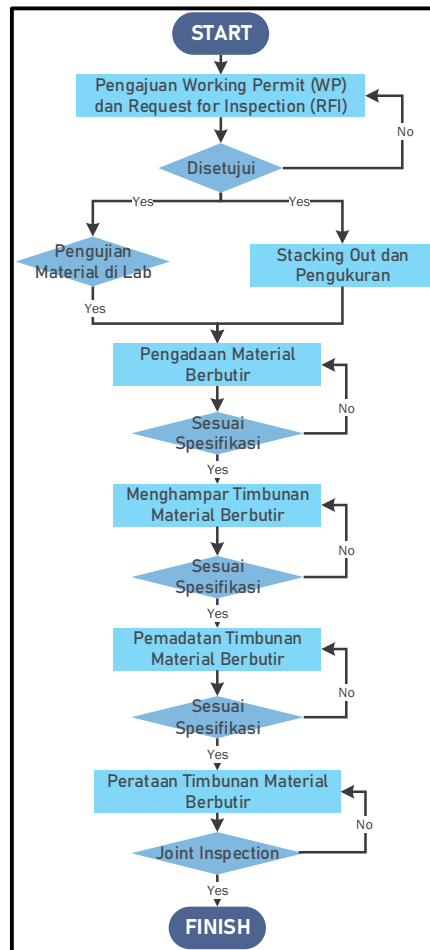 START
Pengajuan Working Permit (WP)
dan Request for Inspection (RFI)
No
Disetujui
Yes
Yes
Pengujian
Material di Lab
Stacking Out dan
Pengukuran
Yes
Pengadaan Material
Berbutir
No
Sesuai
Spesifikasi
Yes
Menghampar Timbunan
Material Berbutir
No
Sesuai
Spesifikasi
Yes
Pemadatan Timbunan
Material Berbutir
No
Sesuai
Spesifikasi
Yes
Perataan Timbunan Material
Berbutir
No
Joint Inspection
Yes
FINISH